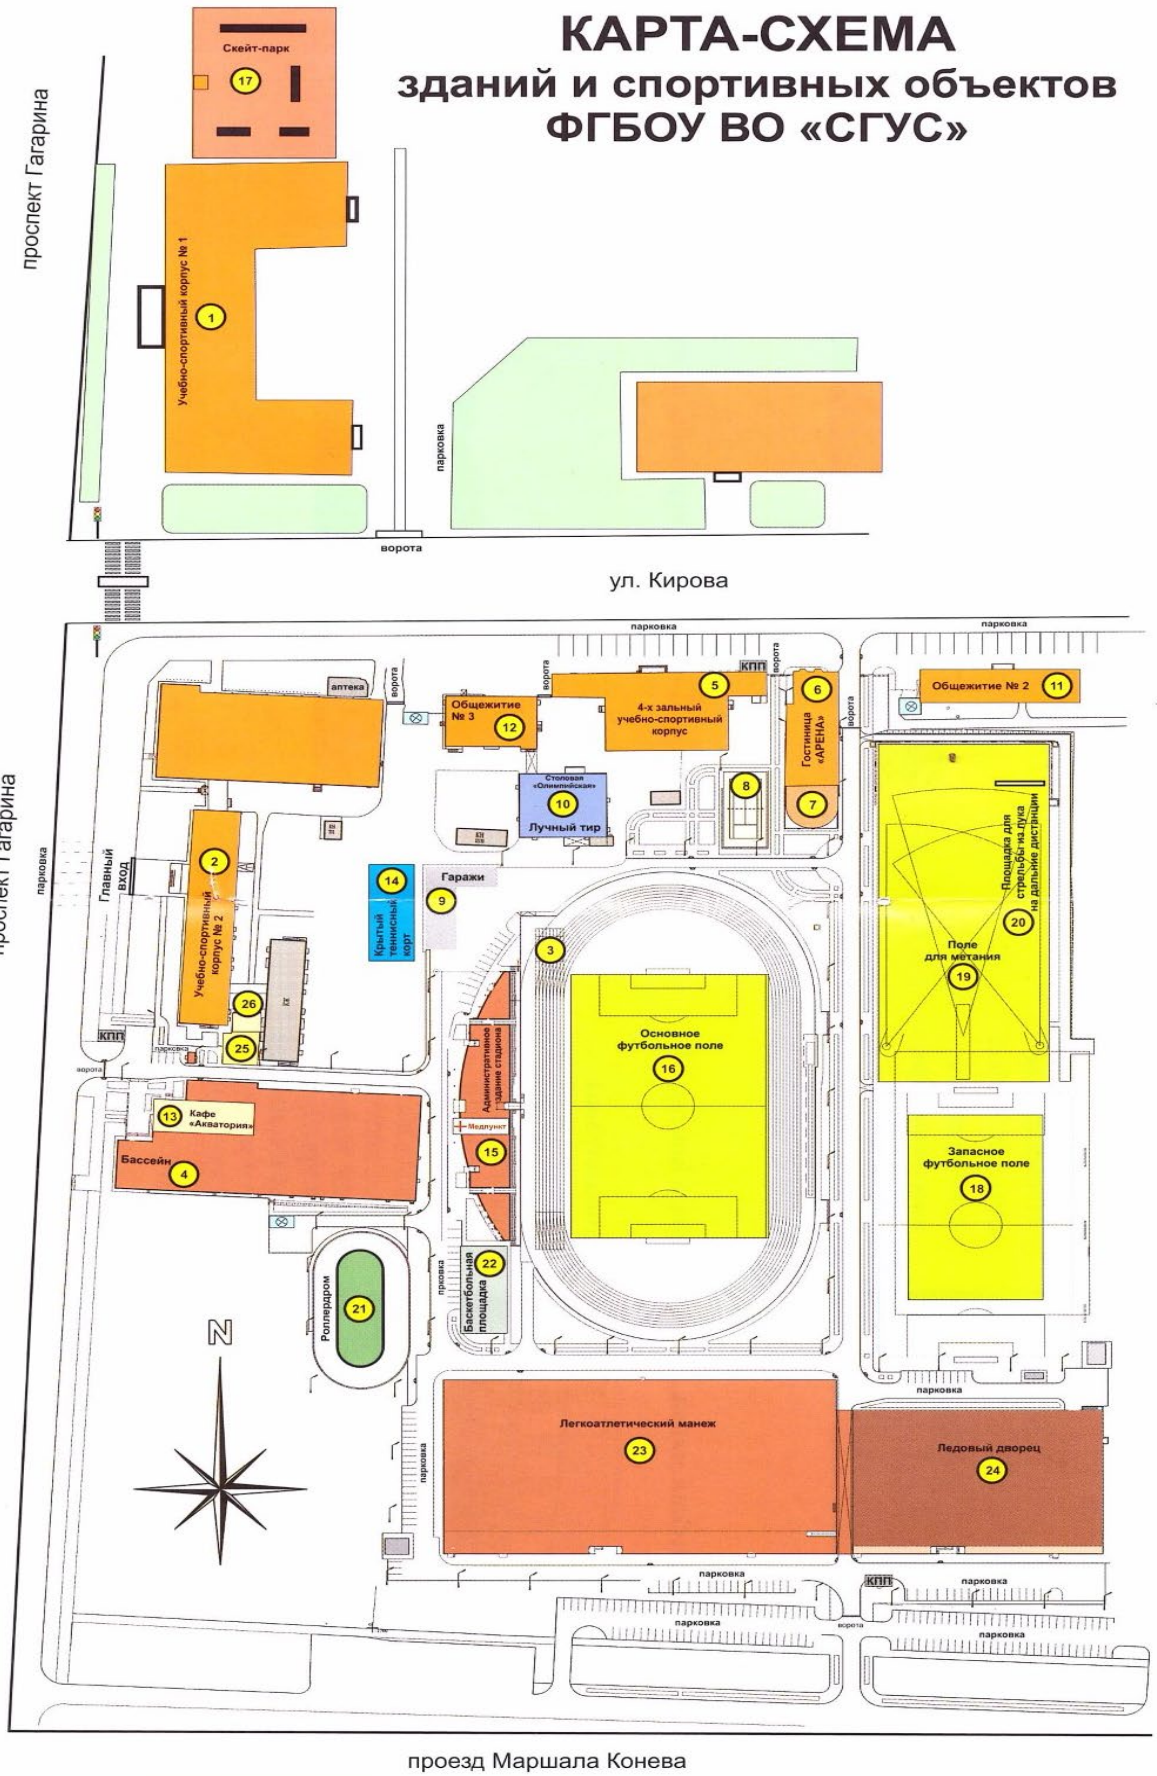 КАРТА-СХЕМА
зданий и спортивных объектов
ФГБОУ ВО «СГУС»
проспект Гагарина
Скейт-парк
17
Учебно-спортивный корпус № 1
1
парковка
ворота
ул. Кирова
парковка
парковка
аптека
ворота
Общежитие
№ 3
12
ворота
КПП
ворота
5
4-х зальный
учебно-спортивный
корпус
6
Гостиница
«АРЕНА»
7
ворота
Общежитие № 2
11
8
Столовая
«Олимпийская»
10
Лучный тир
парковка
Главный
вход
2
Учебно-спортивный
корпус № 2
14
Крытый
теннисный
корт
Гаражи
9
3
Площадка для
стрельбы из лука
на дальние дистанции
20
Поле
для метания
19
26
25
КПП
парковка
ворота
Административное
здание стадиона
Медпункт
15
Основное
футбольное поле
16
13
Кафе
«Акватория»
Бассейн
4
Запасное
футбольное поле
18
Роллердром
21
прковка
Баскетбольная
площадка
22
N
парковка
парковка
Легкоатлетический манеж
23
Ледовый дворец
24
парковка
КПП
парковка
парковка
ворота
парковка
проезд Маршала Конева